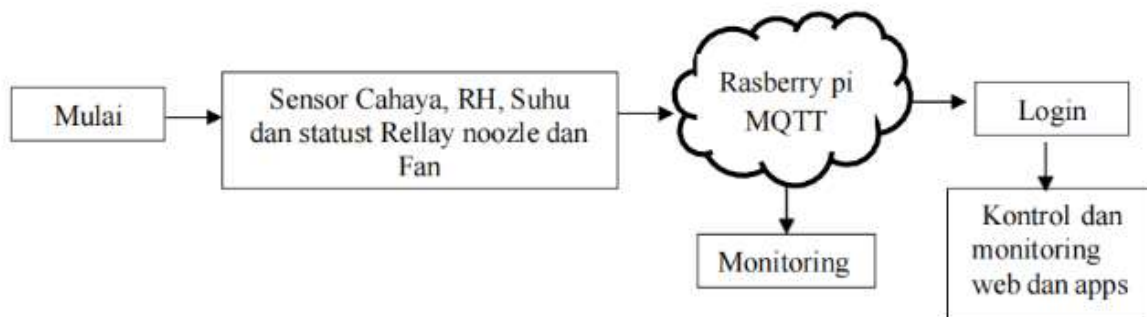 Mulai
Sensor Cahaya, RH, Suhu
dan statust Rellay noozle dan
Fan
Rasberry pi
MQTT
Login
Monitoring
Kontrol dan
monitoring
web dan apps